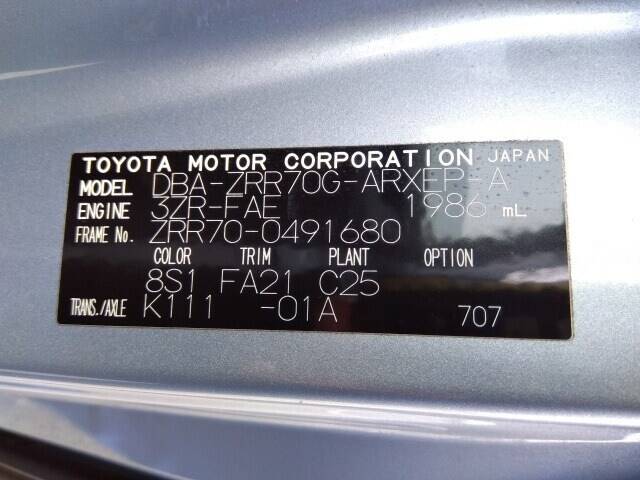 TOYOTA MOTOR CORPORATION JAPAN
MODEL DBA-ZRR70G-ARXEP-A
ENGINE 3ZR-FAE 1986 mL
FRAME No. ZRR70-0491680
COLOR TRIM PLANT OPTION
8S1 FA21 C25
TRANS./AXLE K111 -01A 707